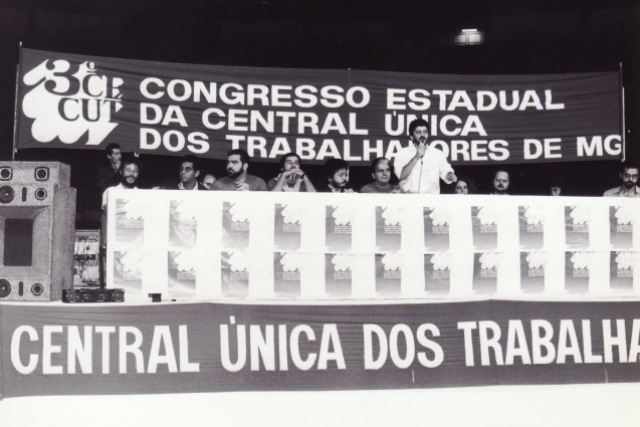 3º CE
CUT
CONGRESSO ESTADUAL
DA CENTRAL ÚNICA
DOS TRABALHADORES DE MG
CENTRAL ÚNICA DOS TRABALHA